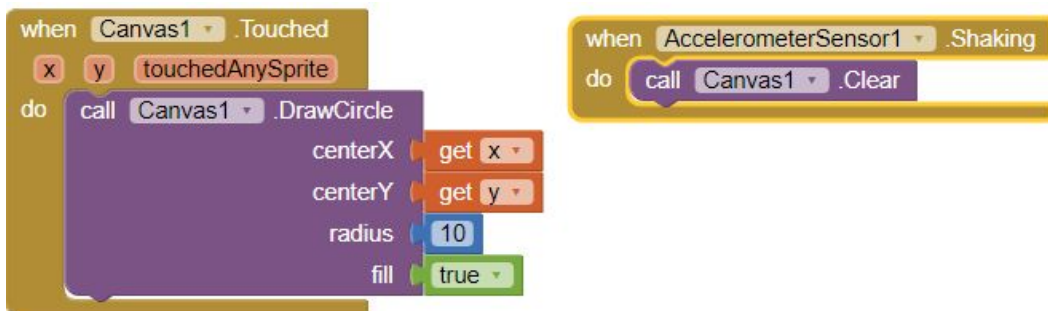 when Canvas1 .Touched
x y touchedAnySprite
do call Canvas1 .DrawCircle
centerX get x
centerY get y
radius 10
fill true
when AccelerometerSensor1 .Shaking
do call Canvas1 .Clear